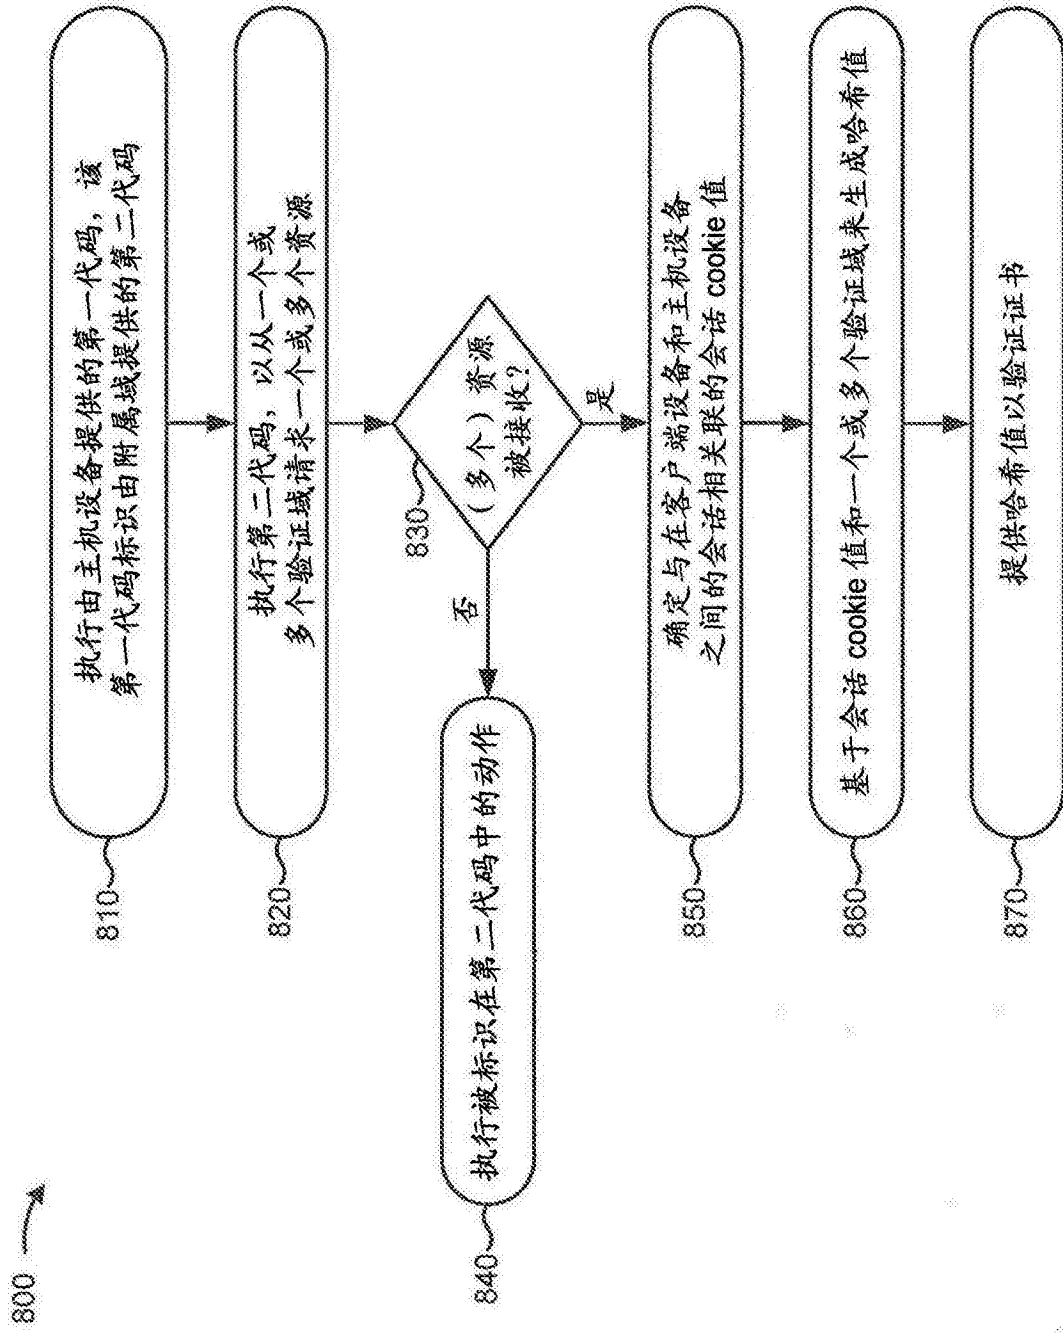 800
810
执行由主机设备提供的第一代码，该
第一代码标识由附属域提供的第二代码
820
执行第二代码，以从一个或
多个验证域请求一个或多个资源
830
（多个）资源
被接收？
否
是
840
执行被标识在第二代码中的动作
850
确定与在客户端设备和主机设备
之间的会话相关联的会话 cookie 值
860
基于会话 cookie 值和一个或多个验证域来生成哈希值
870
提供哈希值以验证证书